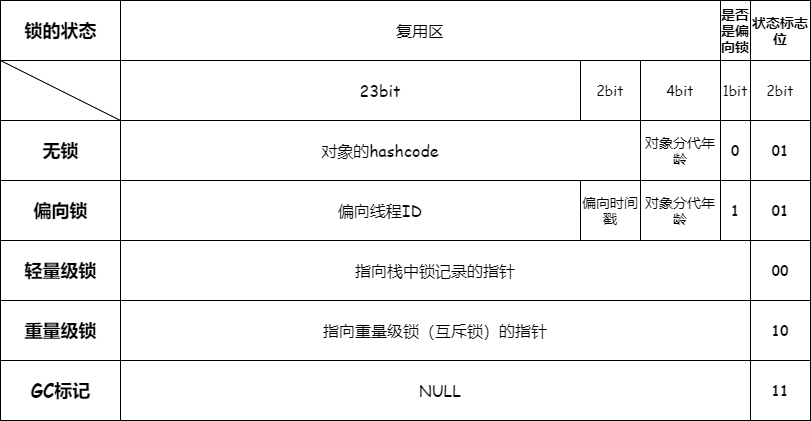 锁的状态
复用区
是否
是偏
向锁
状态标志
位
23bit
2bit
4bit
1bit
2bit
无锁
对象的hashcode
对象分代年
龄
0
01
偏向锁
偏向线程ID
偏向时间
戳
对象分代年
龄
1
01
轻量级锁
指向栈中锁记录的指针
00
重量级锁
指向重量级锁（互斥锁）的指针
10
GC标记
NULL
11